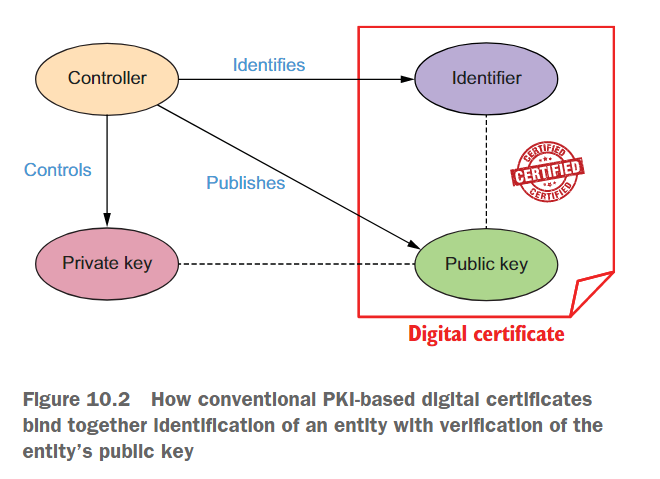 Controller
Identifies
Identifier
Controls
Publishes
CERTIFIED
CERTIFIED
CERTIFIED
Private key
Public key
Digital certificate
Figure 10.2 How conventional PKI-based digital certificates
bind together identification of an entity with verification of the
entity's public key